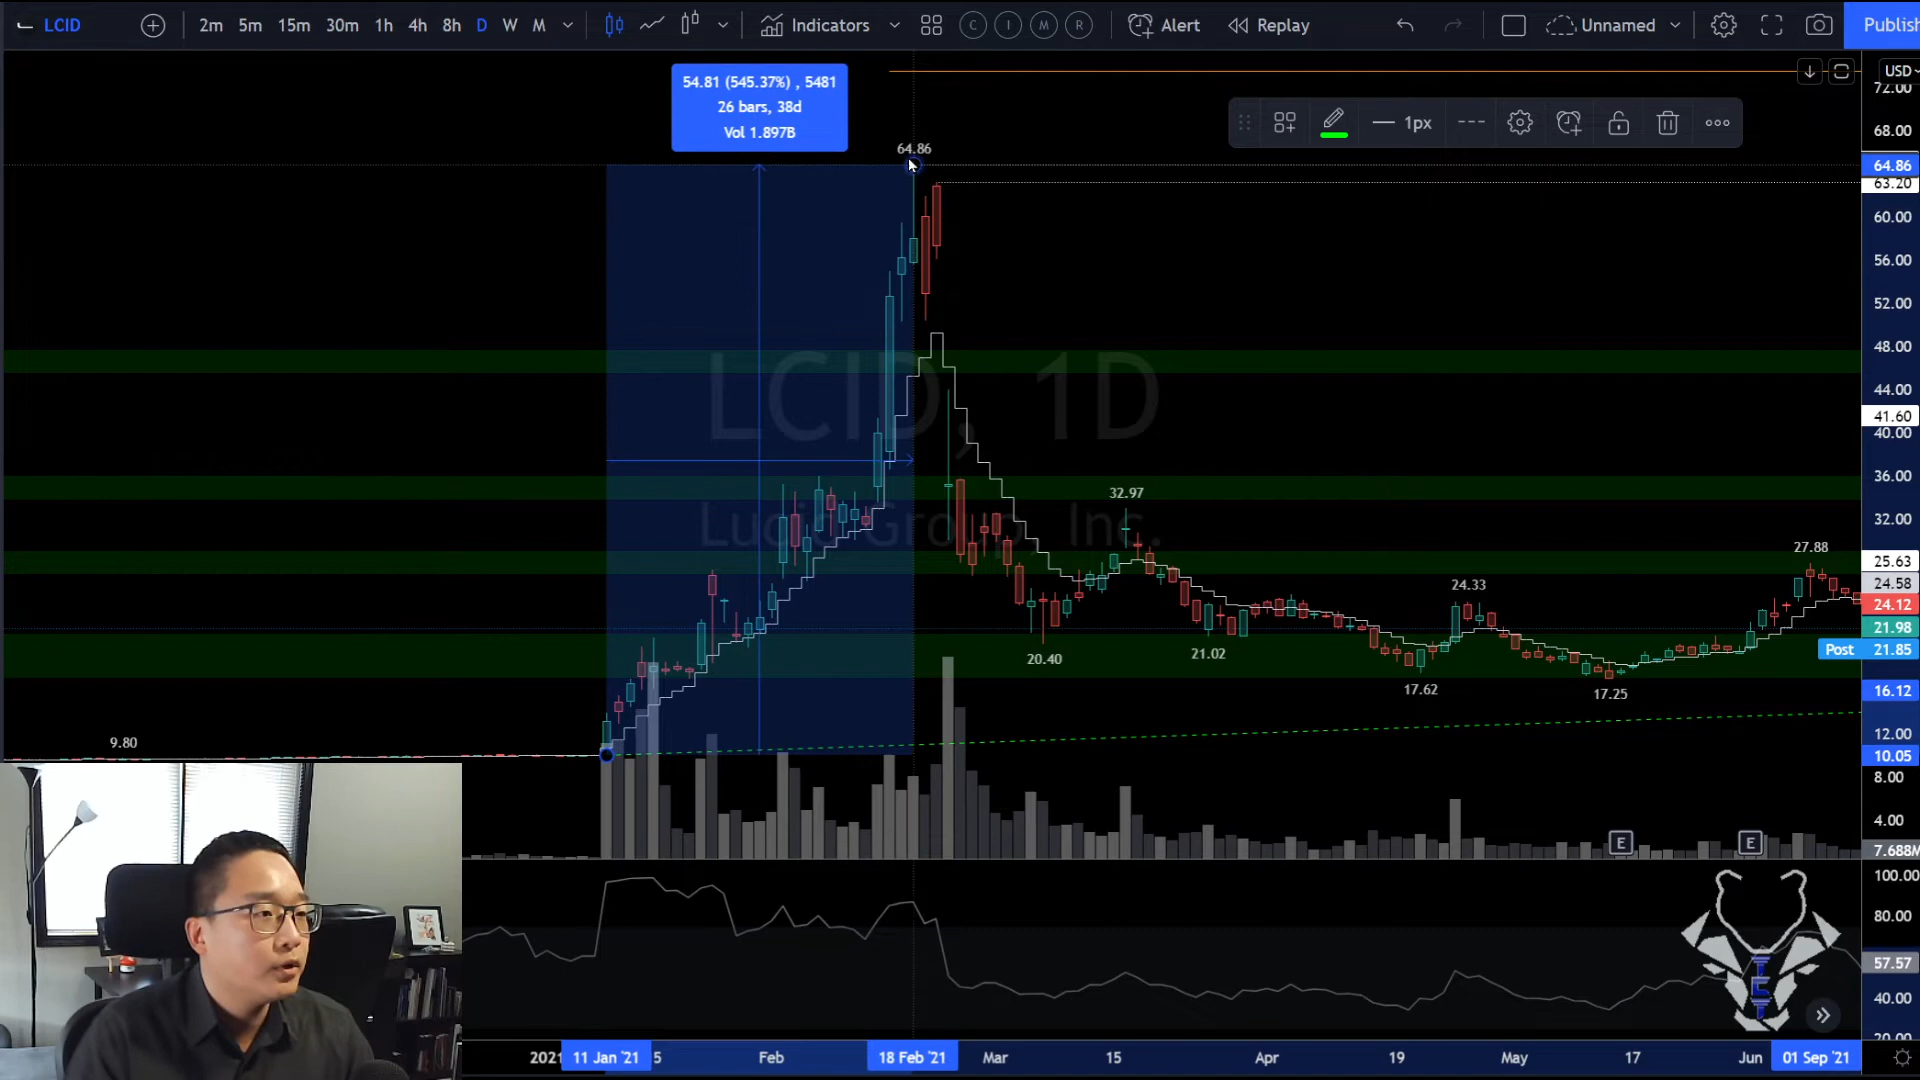 LCID
2m 5m 15m 30m 1h 4h 8h D W M
Indicators
C I M R
Alert
Replay
Unnamed
Publish
54.81 (545.37%) , 5481
26 bars, 38d
Vol 1.897B
1px
USD
72.00
68.00
64.86
63.20
60.00
56.00
52.00
48.00
44.00
41.60
40.00
36.00
32.00
25.63
24.58
24.12
21.98
Post 21.85
16.12
12.00
10.05
8.00
4.00
7.688M
100.00
80.00
57.57
40.00
20.00
64.86
LCID, 1D
Lucid Group, Inc.
32.97
27.88
24.33
20.40
21.02
17.62
17.25
9.80
E E
2021 11 Jan '21 5 Feb 18 Feb '21 Mar 15 Apr 19 May 17 Jun 01 Sep '21